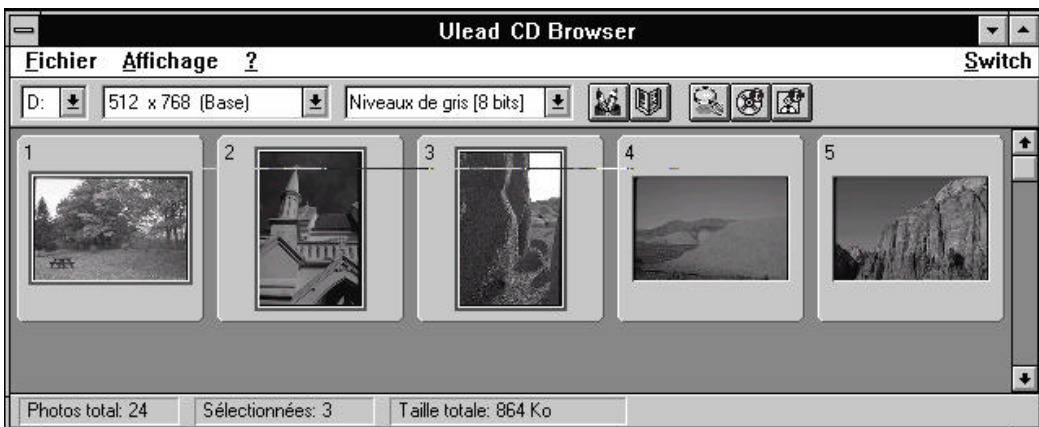 Ulead CD Browser
Fichier Affichage ? Switch
D: 512 x 768 (Base) Niveaux de gris [8 bits]
1 2 3 4 5
Photos total: 24 Sélectionnées: 3 Taille totale: 864 Ko